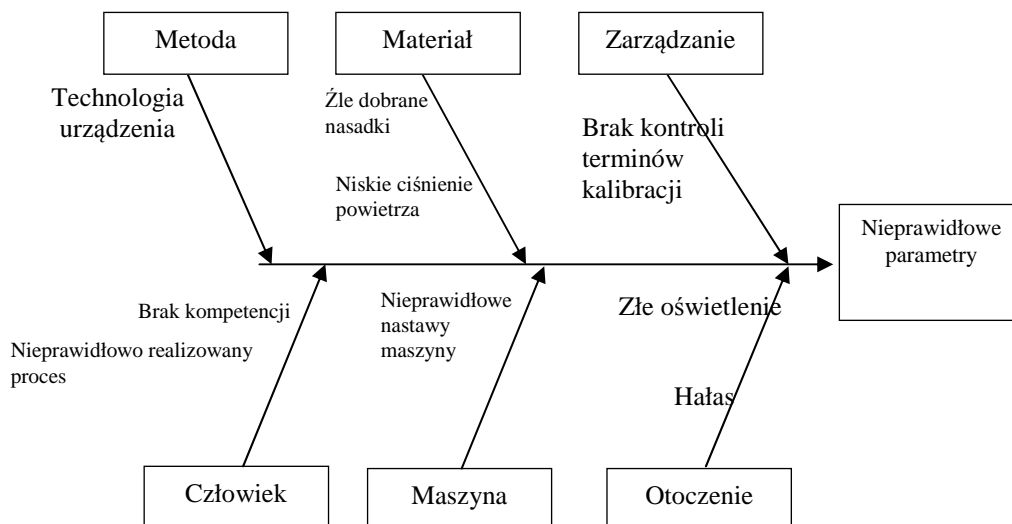 Metoda
Materiał
Zarządzanie
Technologia
urządzenia
Źle dobrane
nasadki
Niskie ciśnienie
powietrza
Brak kontroli
terminów
kalibracji
Nieprawidłowe
parametry
Brak kompetencji
Nieprawidłowo realizowany
proces
Nieprawidłowe
nastawy
maszyny
Złe oświetlenie
Hałas
Człowiek
Maszyna
Otoczenie